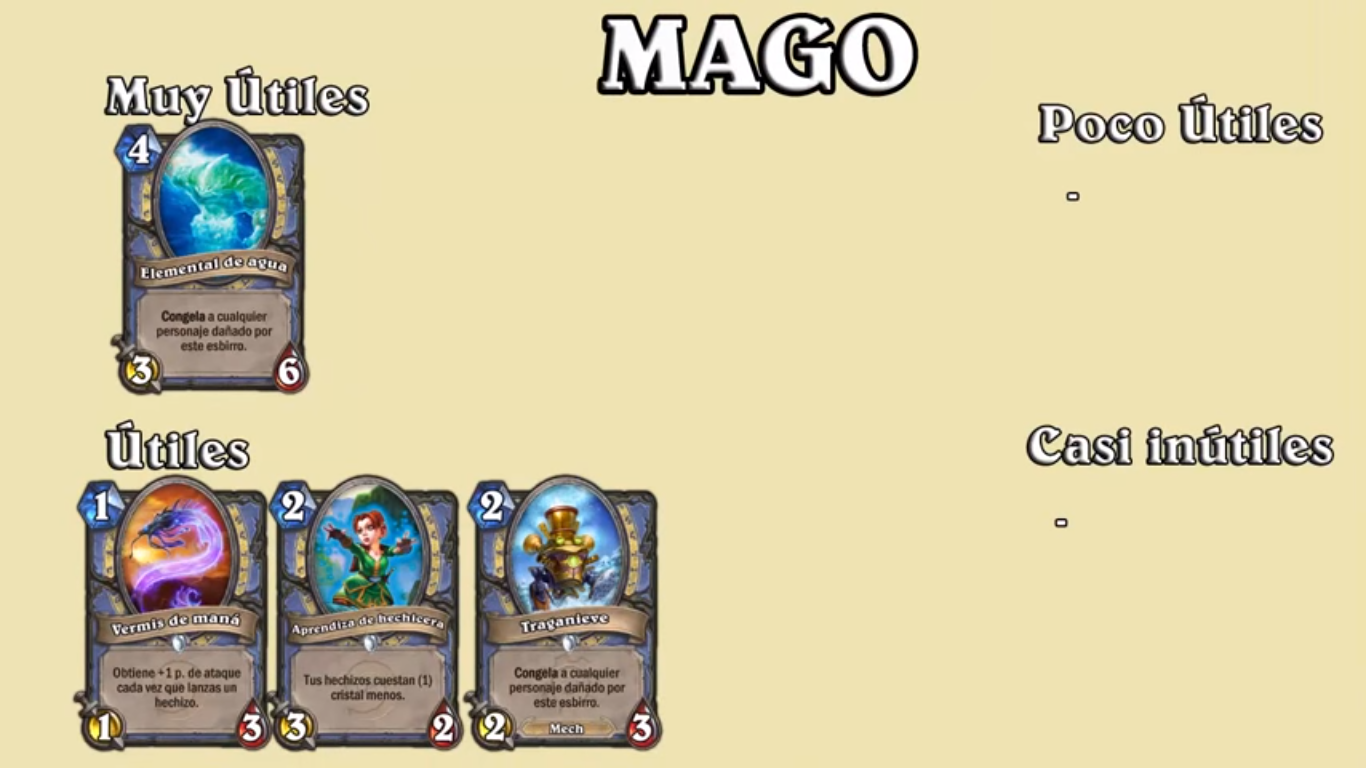 MAGO
Muy Útiles
4
Elemental de agua
Congela a cualquier
personaje dañado por
este esbirro.
3
6
Poco Útiles
-
Útiles
1
Vermis de maná
Obtiene +1 p. de ataque
cada vez que lanzas un
hechizo.
1
3
2
Aprendiza de hechicera
Tus hechizos cuestan (1)
cristal menos.
3
2
2
Traganieve
Congela a cualquier
personaje dañado por
este esbirro.
Mech
2
3
Casi inútiles
-